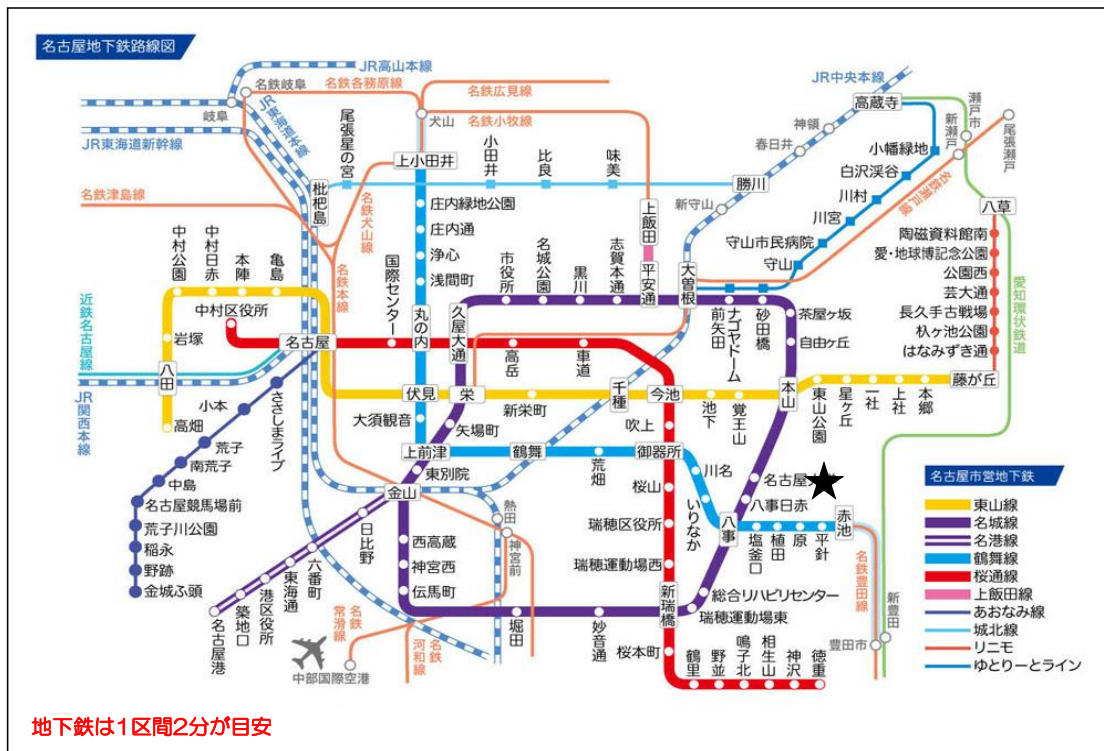 名古屋地下鉄路線図
JR高山本線
名鉄岐阜
名鉄各務原線
名鉄広見線
JR中央本線
岐阜
JR東海道本線
犬山
名鉄小牧線
高蔵寺
瀬戸市
新瀬戸
尾張瀬戸
神領
JR東海道新幹線
尾張星の宮
上小田井
小田井
比良
味美
春日井
小幡緑地
白沢渓谷
枇杷島
勝川
名鉄瀬戸線
名鉄津島線
名鉄犬山線
庄内緑地公園
上飯田
新守山
川村
八草
川宮
陶磁資料館南
庄内通
守山市民病院
愛・地球博記念公園
中村公園
中村日赤
本陣
亀島
名鉄本線
国際センター
浄心
市役所
名城公園
黒川
志賀本通
平安通
大曽根
守山
公園西
浅間町
芸大通
愛知環状鉄道
近鉄名古屋線
中村区役所
丸の内
久屋大通
ナゴヤドーム前矢田
砂田橋
茶屋ヶ坂
長久手古戦場
杁ヶ池公園
岩塚
名古屋
高岳
車道
自由ヶ丘
はなみずき通
八田
JR関西本線
伏見
栄
新栄町
千種
今池
池下
覚王山
本山
東山公園
星ヶ丘
一社
上社
本郷
藤が丘
高畑
小本
ささしまライブ
大須観音
矢場町
吹上
荒子
上前津
鶴舞
荒畑
御器所
川名
南荒子
東別院
名古屋
名古屋市営地下鉄
中島
金山
桜山
いりなか
八事日赤
東山線
名古屋競馬場前
日比野
熱田
瑞穂区役所
八事
塩釜口
植田
原
平針
赤池
名城線
荒子川公園
西高蔵
神宮前
名港線
稲永
六番町
神宮西
瑞穂運動場西
名鉄豊田線
鶴舞線
野跡
東海通
伝馬町
新瑞橋
総合リハビリセンター
新豊田
桜通線
金城ふ頭
港区役所
堀田
妙音通
瑞穂運動場東
上飯田線
築地口
名鉄常滑線
名鉄河和線
桜本町
豊田市
あおなみ線
名古屋港
鶴里
野並
鳴子北
相生山
神沢
徳重
城北線
中部国際空港
リニモ
ゆとりーとライン
地下鉄は1区間2分が目安